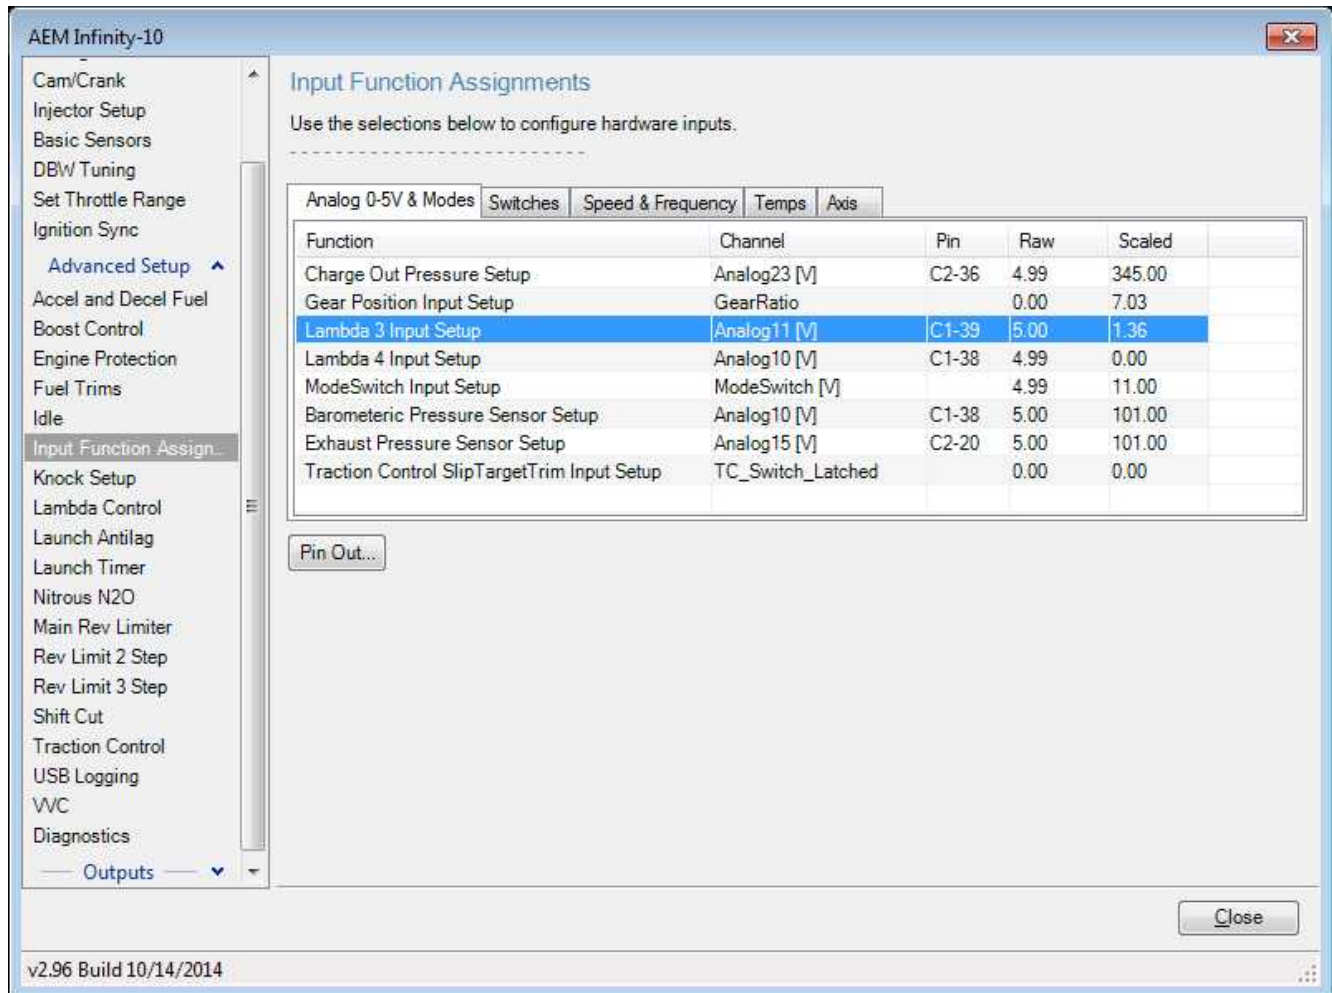 AEM Infinity-10
Cam/Crank
Injector Setup
Basic Sensors
DBW Tuning
Set Throttle Range
Ignition Sync
Advanced Setup
Accel and Decel Fuel
Boost Control
Engine Protection
Fuel Trims
Idle
Input Function Assign...
Knock Setup
Lambda Control
Launch Antilag
Launch Timer
Nitrous N2O
Main Rev Limiter
Rev Limit 2 Step
Rev Limit 3 Step
Shift Cut
Traction Control
USB Logging
VVC
Diagnostics
Outputs
Input Function Assignments
Use the selections below to configure hardware inputs.
Analog 0-5V & Modes Switches Speed & Frequency Temps Axis
Function Channel Pin Raw Scaled
Charge Out Pressure Setup Analog23 [V] C2-36 4.99 345.00
Gear Position Input Setup GearRatio 0.00 7.03
Lambda 3 Input Setup Analog11 [V] C1-39 5.00 1.36
Lambda 4 Input Setup Analog10 [V] C1-38 4.99 0.00
ModeSwitch Input Setup ModeSwitch [V] 4.99 11.00
Barometeric Pressure Sensor Setup Analog10 [V] C1-38 5.00 101.00
Exhaust Pressure Sensor Setup Analog15 [V] C2-20 5.00 101.00
Traction Control SlipTargetTrim Input Setup TC_Switch_Latched 0.00 0.00
Pin Out...
Close
v2.96 Build 10/14/2014